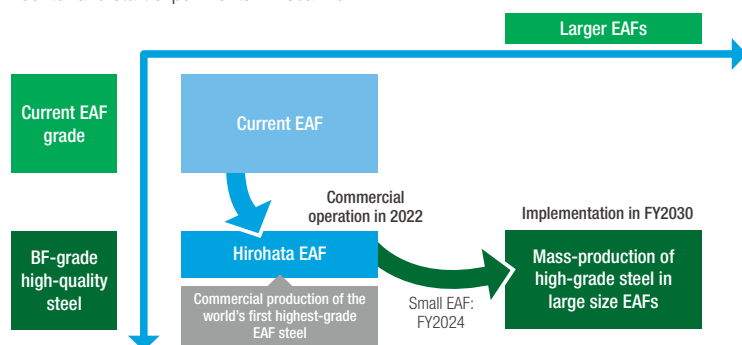 Larger EAFs
Current EAF
grade
Current EAF
Commercial
operation in 2022
Implementation in FY2030
BF-grade
high-quality
steel
Hirohata EAF
Mass-production of
high-grade steel in
large size EAFs
Commercial production of the
world's first highest-grade
EAF steel
Small EAF:
FY2024